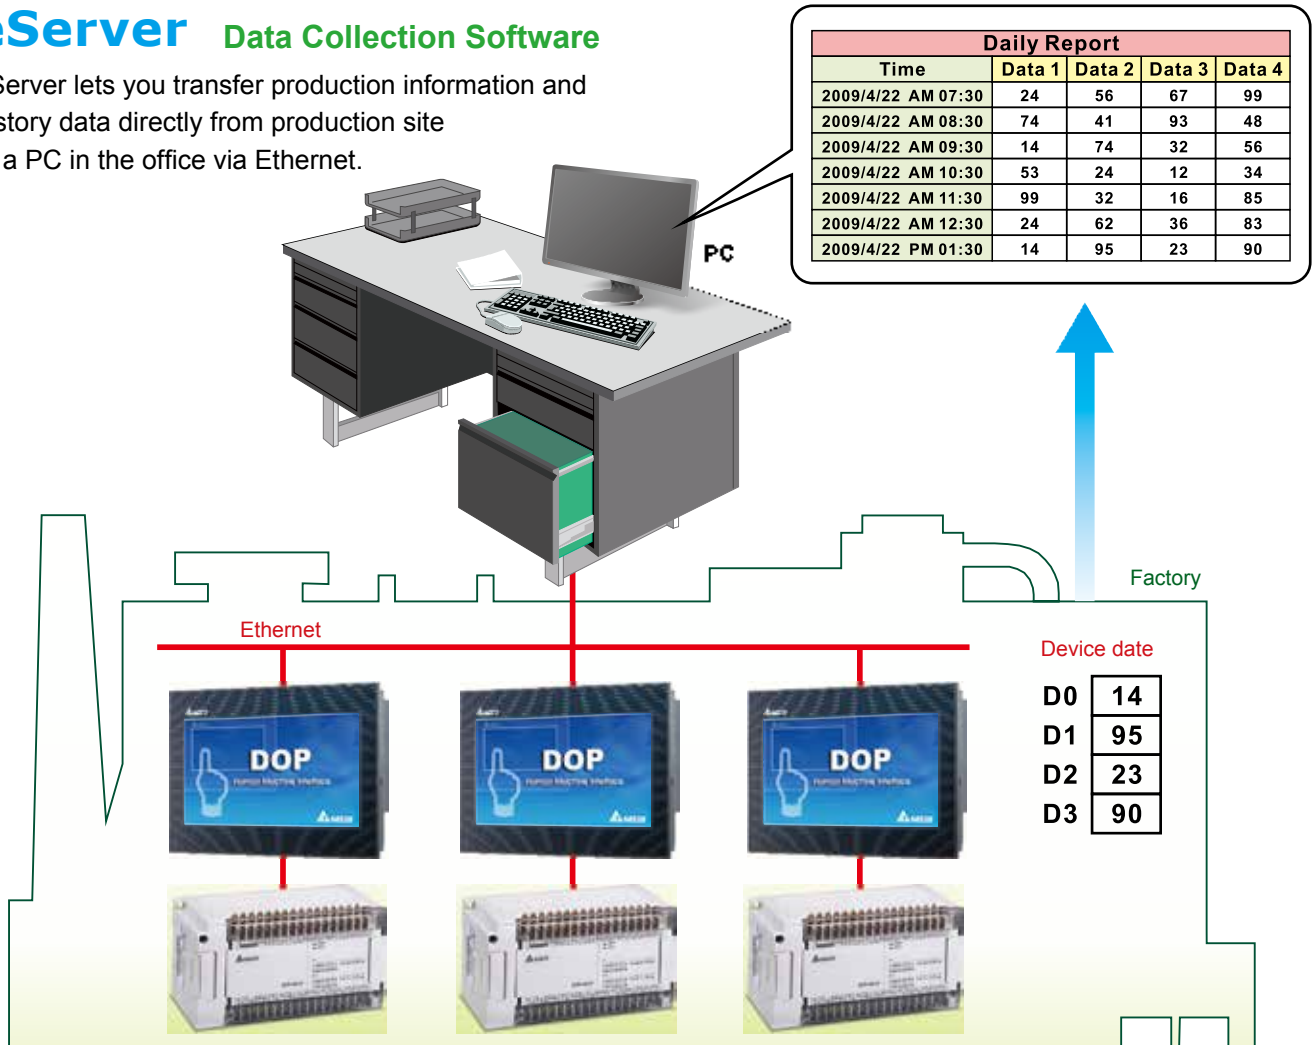 eServer Data Collection Software
Server lets you transfer production information and
story data directly from production site
a PC in the office via Ethernet.
Daily Report
Time Data 1 Data 2 Data 3 Data 4
2009/4/22 AM 07:30 24 56 67 99
2009/4/22 AM 08:30 74 41 93 48
2009/4/22 AM 09:30 14 74 32 56
2009/4/22 AM 10:30 53 24 12 34
2009/4/22 AM 11:30 99 32 16 85
2009/4/22 AM 12:30 24 62 36 83
2009/4/22 PM 01:30 14 95 23 90
PC
Factory
Ethernet
Device date
D0 14
D1 95
D2 23
D3 90
DOP DOP DOP